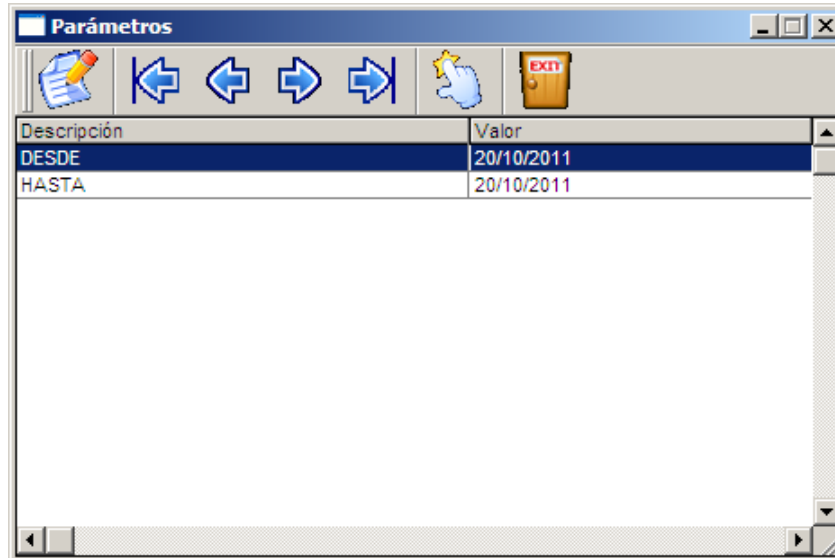 Parámetros
EXIT
Descripción Valor
DESDE 20/10/2011
HASTA 20/10/2011